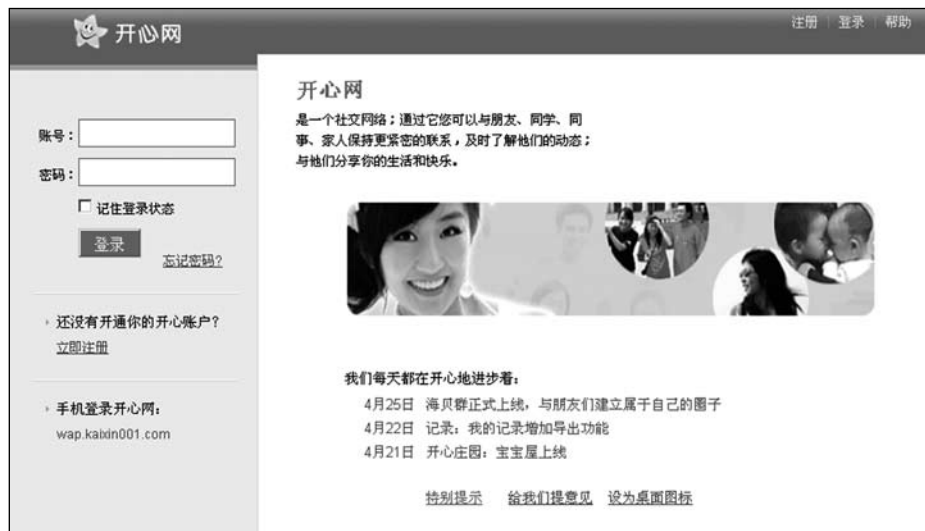 开心网
注册 | 登录 | 帮助
账号：
密码：
记住登录状态
登录
忘记密码?
还没有开通你的开心账户?
立即注册
手机登录开心网：
wap.kaixin001.com
开心网
是一个社交网络；通过它您可以与朋友、同学、同
事、家人保持更紧密的联系，及时了解他们的动态；
与他们分享你的生活和快乐。
我们每天都在开心地进步着：
4月25日 海贝群正式上线，与朋友们建立属于自己的圈子
4月22日 记录：我的记录增加导出功能
4月21日 开心庄园：宝宝屋上线
特别提示 给我们提意见 设为桌面图标